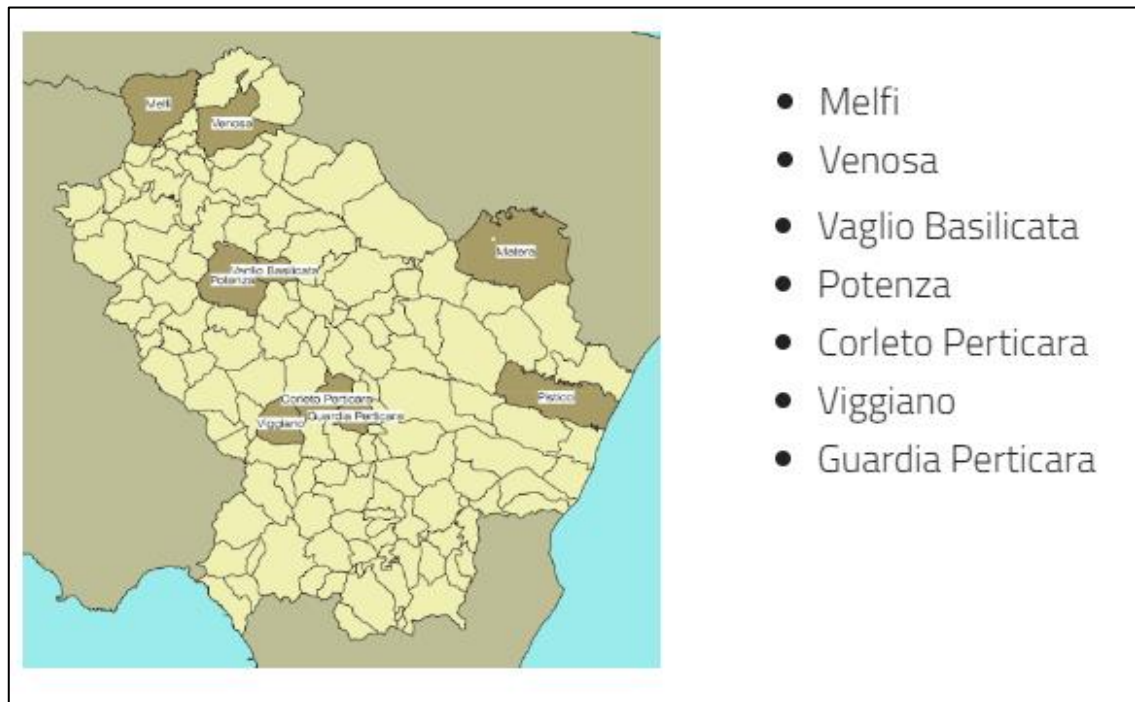 Melfi
Venosa
Matera
Vaglio Basilicata
Potenza
Pisticci
Corleto Perticara
Guardia Perticara
Viggiano
• Melfi
• Venosa
• Vaglio Basilicata
• Potenza
• Corleto Perticara
• Viggiano
• Guardia Perticara